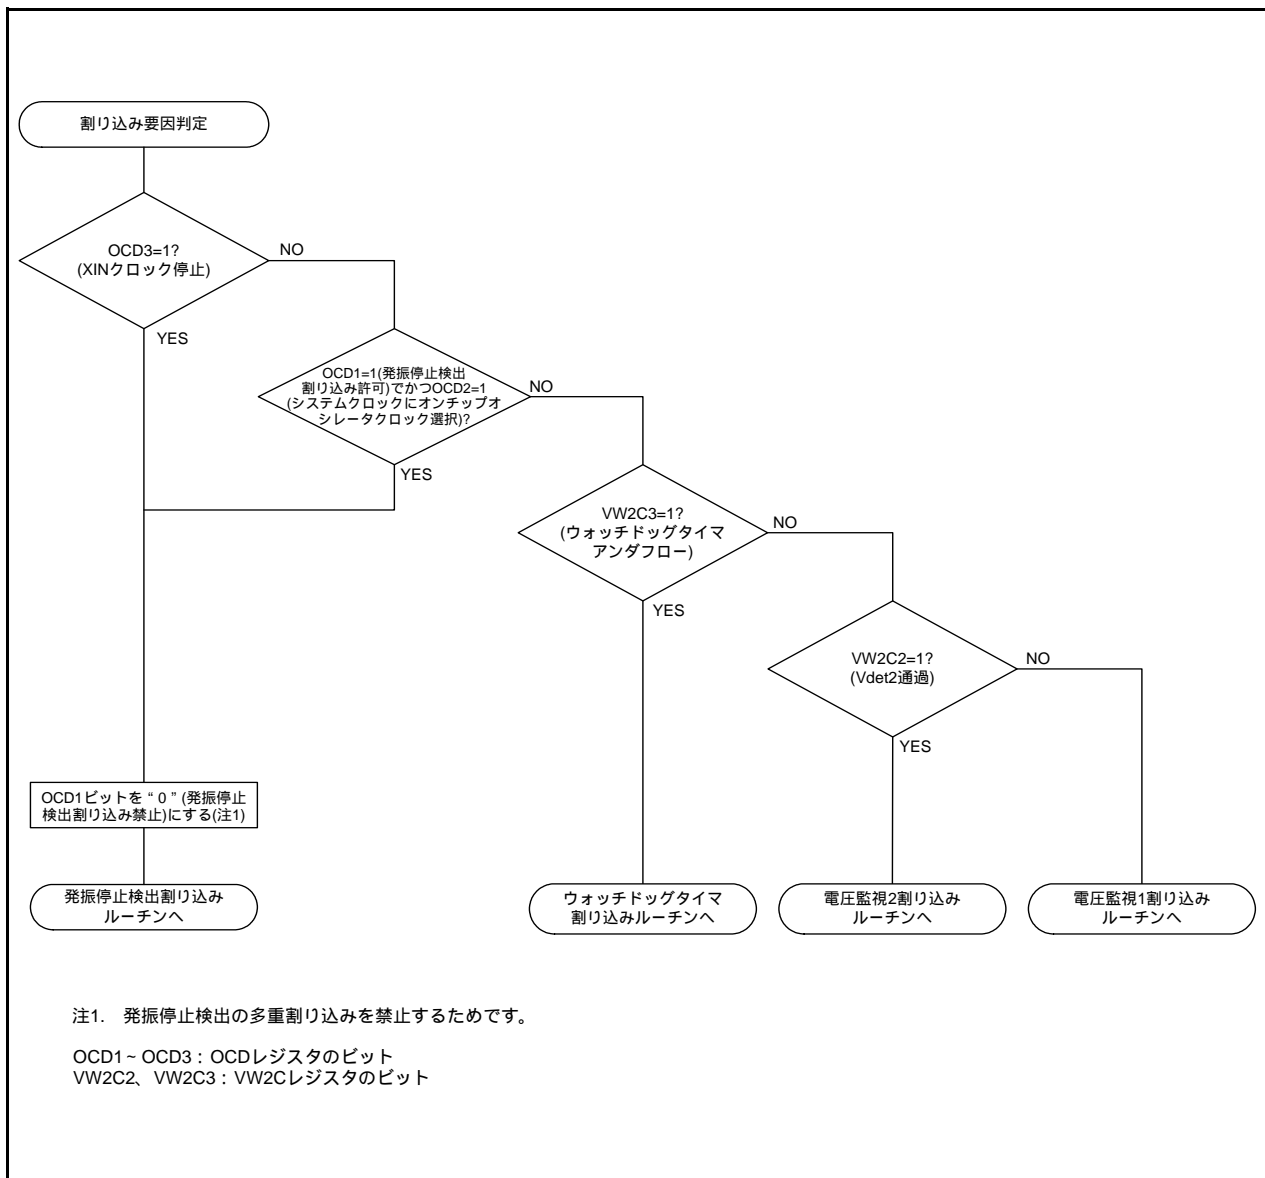 割り込み要因判定
OCD3=1?
(XINクロック停止)
NO
YES
OCD1=1(発振停止検出
割り込み許可)でかつOCD2=1
(システムクロックにオンチップオ
シレータクロック選択)?
NO
YES
VW2C3=1?
(ウォッチドッグタイマ
アンダフロー)
NO
YES
VW2C2=1?
(Vdet2通過)
NO
YES
OCD1ビットを“0”(発振停止
検出割り込み禁止)にする(注1)
発振停止検出割り込み
ルーチンへ
ウォッチドッグタイマ
割り込みルーチンへ
電圧監視2割り込み
ルーチンへ
電圧監視1割り込み
ルーチンへ
注1. 発振停止検出の多重割り込みを禁止するためです。
OCD1~OCD3:OCDレジスタのビット
VW2C2、VW2C3:VW2Cレジスタのビット